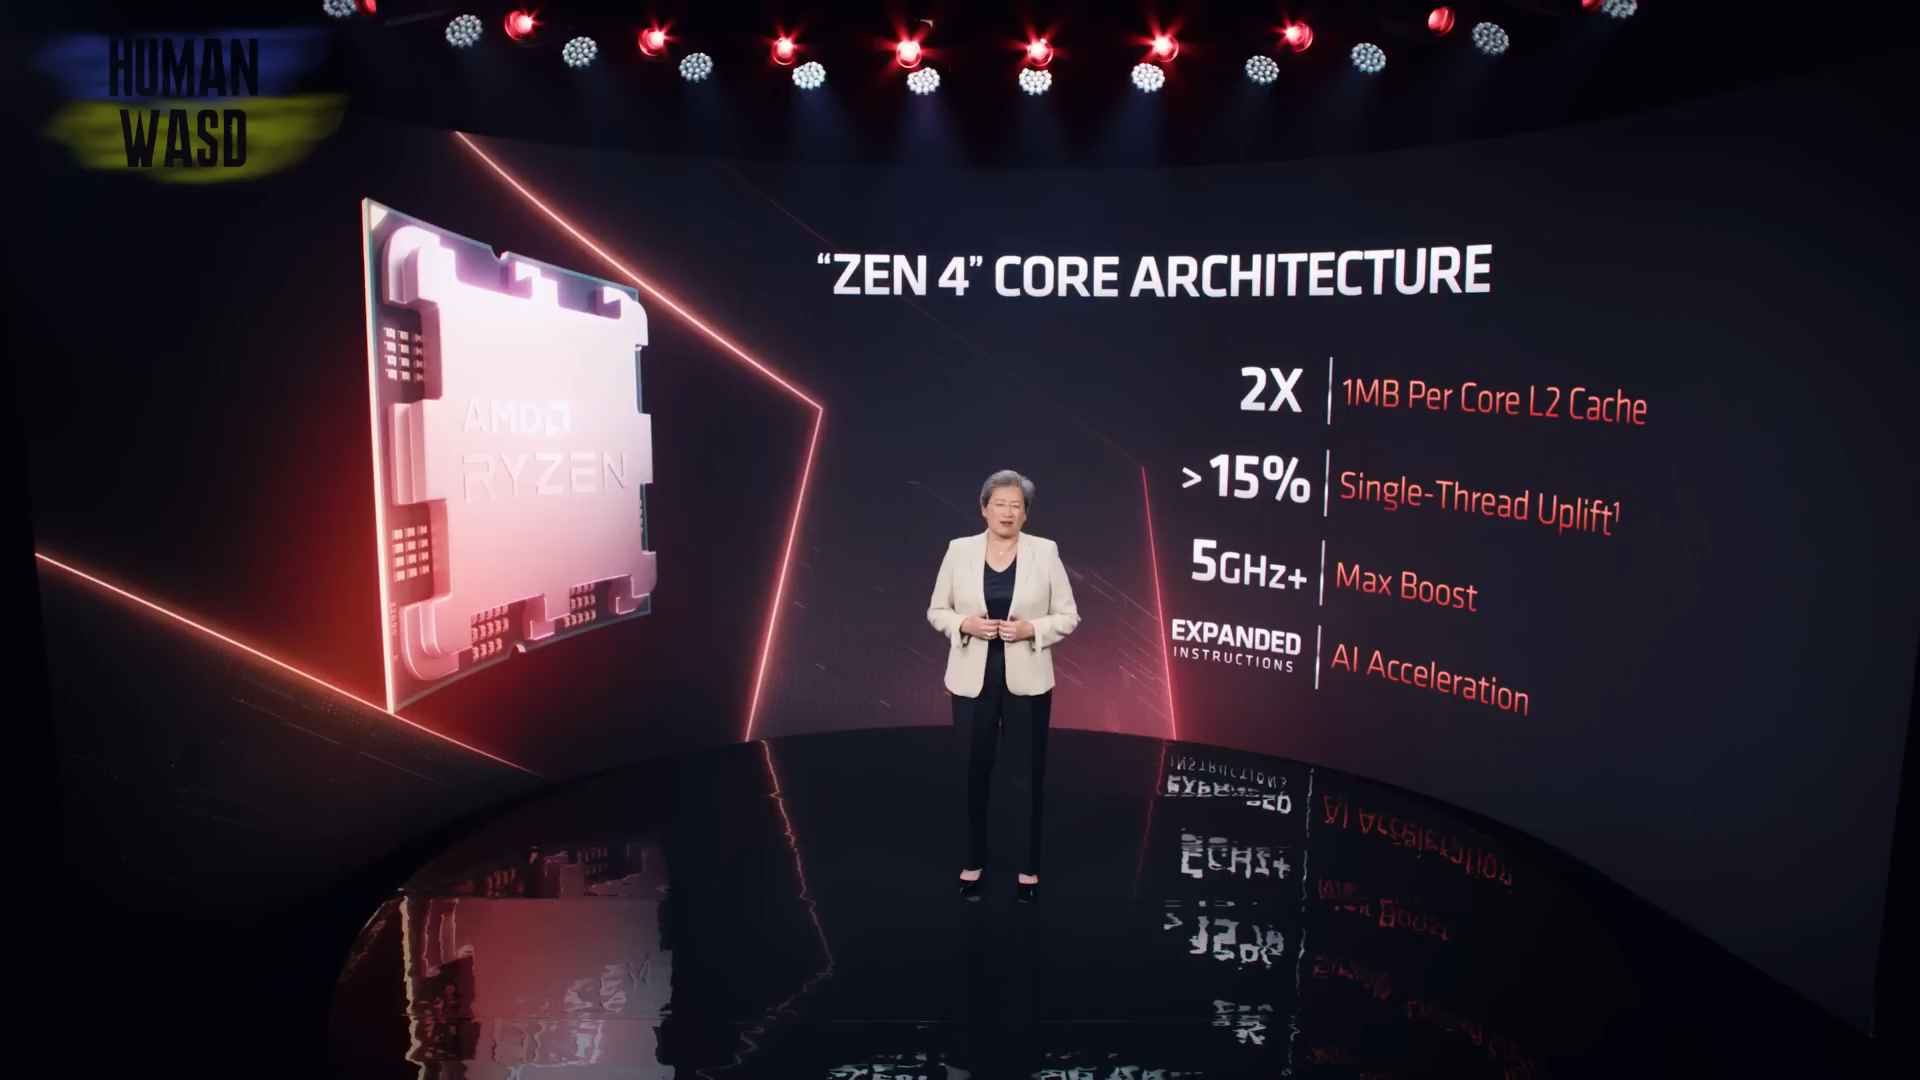 HUMAN
WASD
"ZEN 4" CORE ARCHITECTURE
AMD
RYZEN
2X 1MB Per Core L2 Cache
>15% Single-Thread Uplift¹
5GHz+ Max Boost
EXPANDED
INSTRUCTIONS
AI Acceleration